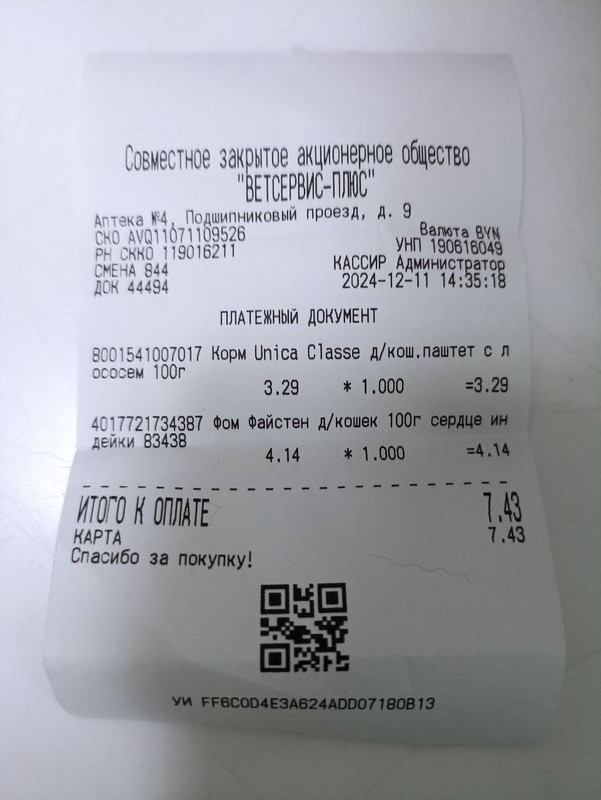 Совместное закрытое акционерное общество
"ВЕТСЕРВИС-ПЛЮС"
Аптека №4, Подшипниковый проезд, д. 9
СКО AVQ11071109526 Валюта BYN
РН СККО 119016211 УНП 190616049
СМЕНА 844 КАССИР Администратор
ДОК 44494 2024-12-11 14:35:18
ПЛАТЕЖНЫЙ ДОКУМЕНТ
8001541007017 Корм Unica Classe д/кош.паштет с л
ососем 100г
3.29 * 1.000 =3.29
4017721734387 Фом Файстен д/кошек 100г сердце ин
дейки 83438
4.14 * 1.000 =4.14
ИТОГО К ОПЛАТЕ 7.43
КАРТА 7.43
Спасибо за покупку!
УИ FF6C0D4E3A624ADD07180B13